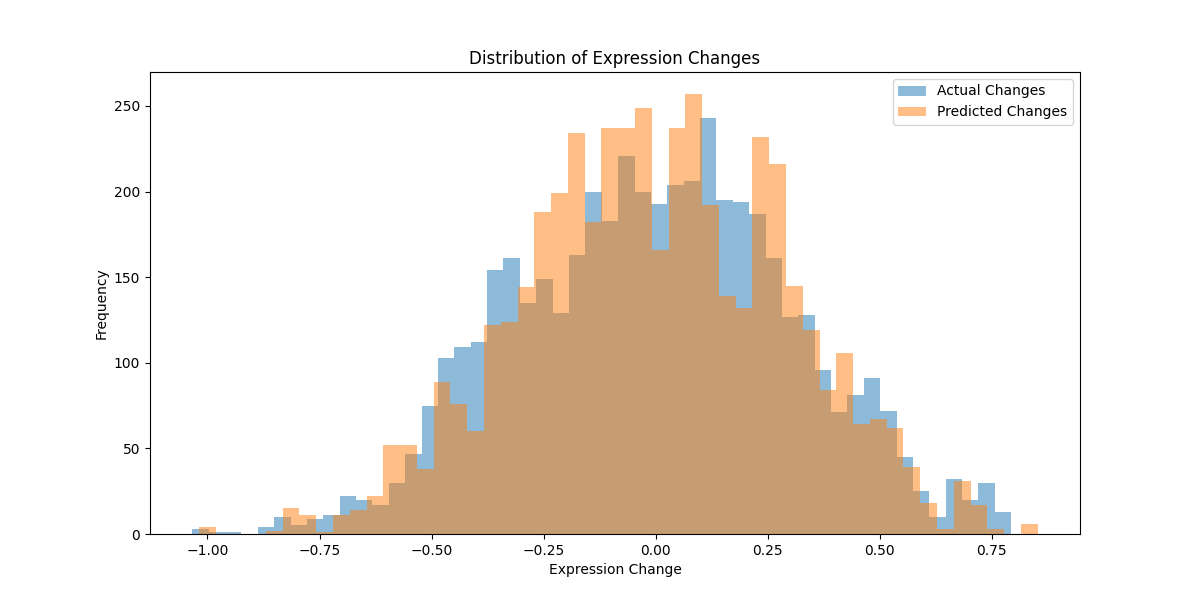 Distribution of Expression Changes
Actual Changes
Predicted Changes
Frequency
250
200
150
100
50
0
−1.00 −0.75 −0.50 −0.25 0.00 0.25 0.50 0.75
Expression Change